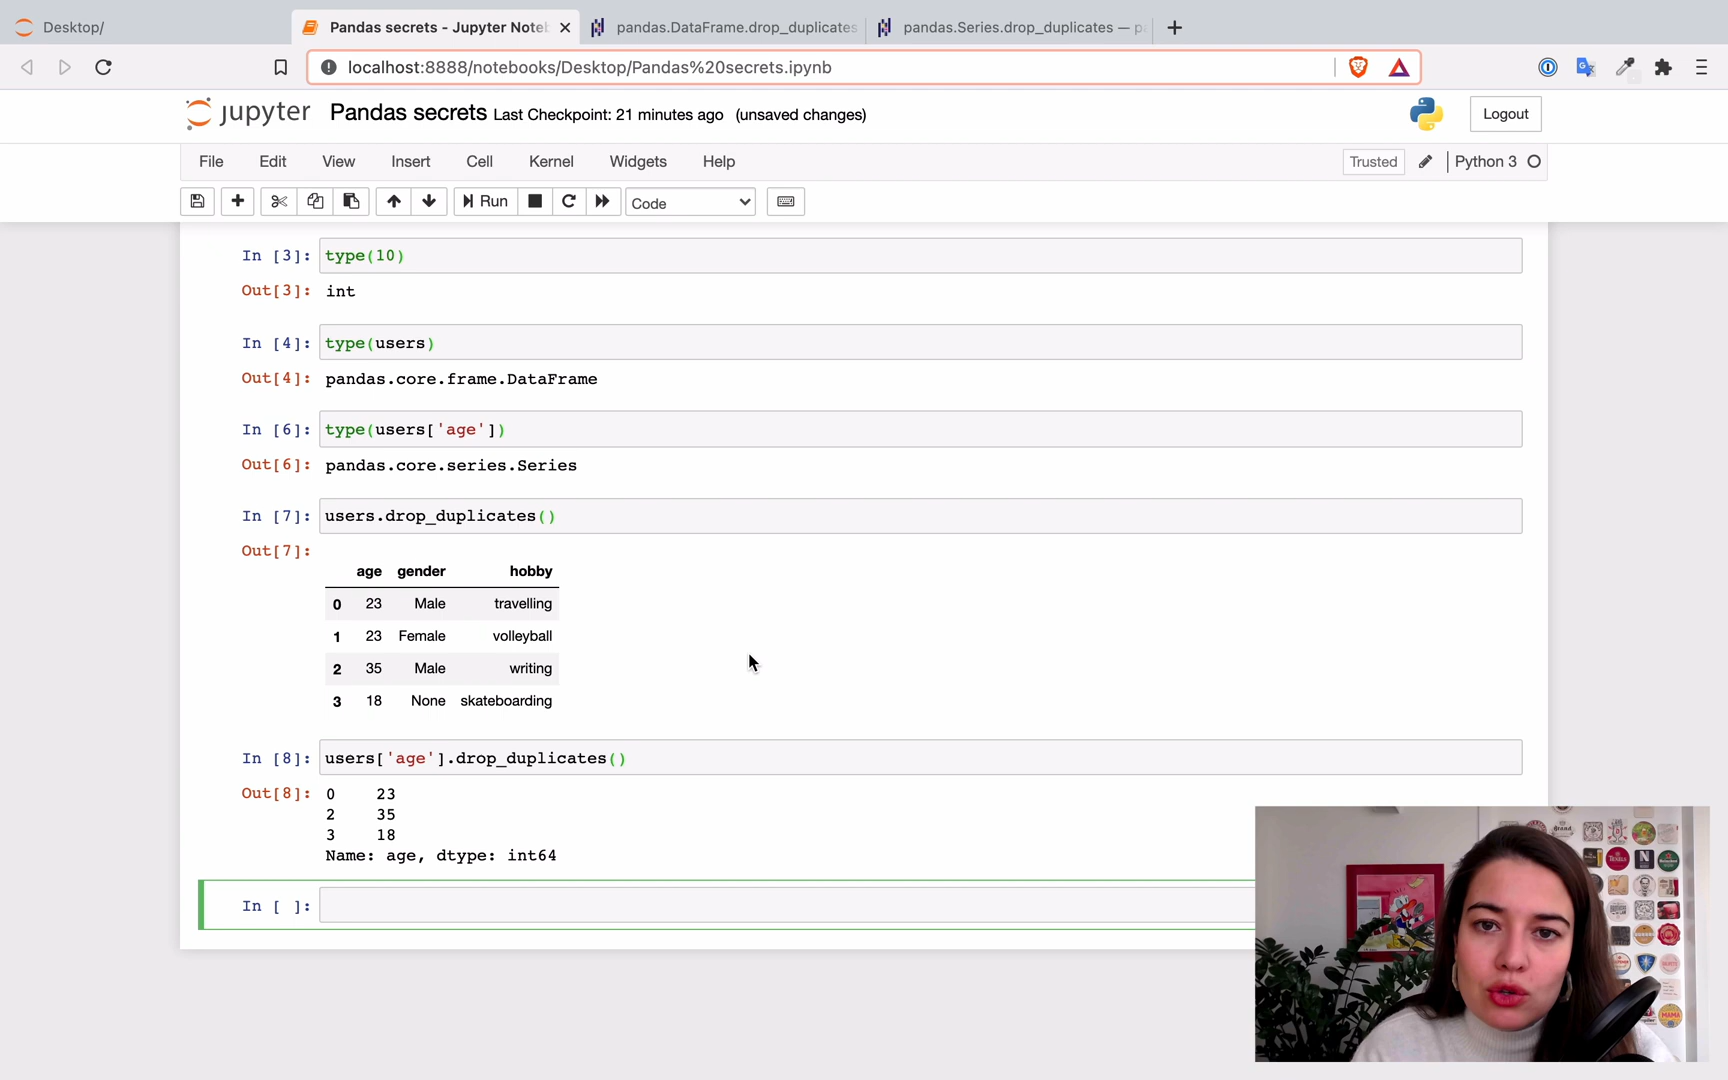 Desktop/
Pandas secrets - Jupyter Note
pandas.DataFrame.drop_duplicates
pandas.Series.drop_duplicates — p
localhost:8888/notebooks/Desktop/Pandas%20secrets.ipynb
jupyter Pandas secrets Last Checkpoint: 21 minutes ago (unsaved changes)
Logout
File Edit View Insert Cell Kernel Widgets Help
Trusted Python 3
Run
Code
In [3]: type(10)
Out[3]: int
In [4]: type(users)
Out[4]: pandas.core.frame.DataFrame
In [6]: type(users['age'])
Out[6]: pandas.core.series.Series
In [7]: users.drop_duplicates()
Out[7]:
age gender hobby
0 23 Male travelling
1 23 Female volleyball
2 35 Male writing
3 18 None skateboarding
In [8]: users['age'].drop_duplicates()
Out[8]: 0 23
2 35
3 18
Name: age, dtype: int64
In [ ]: